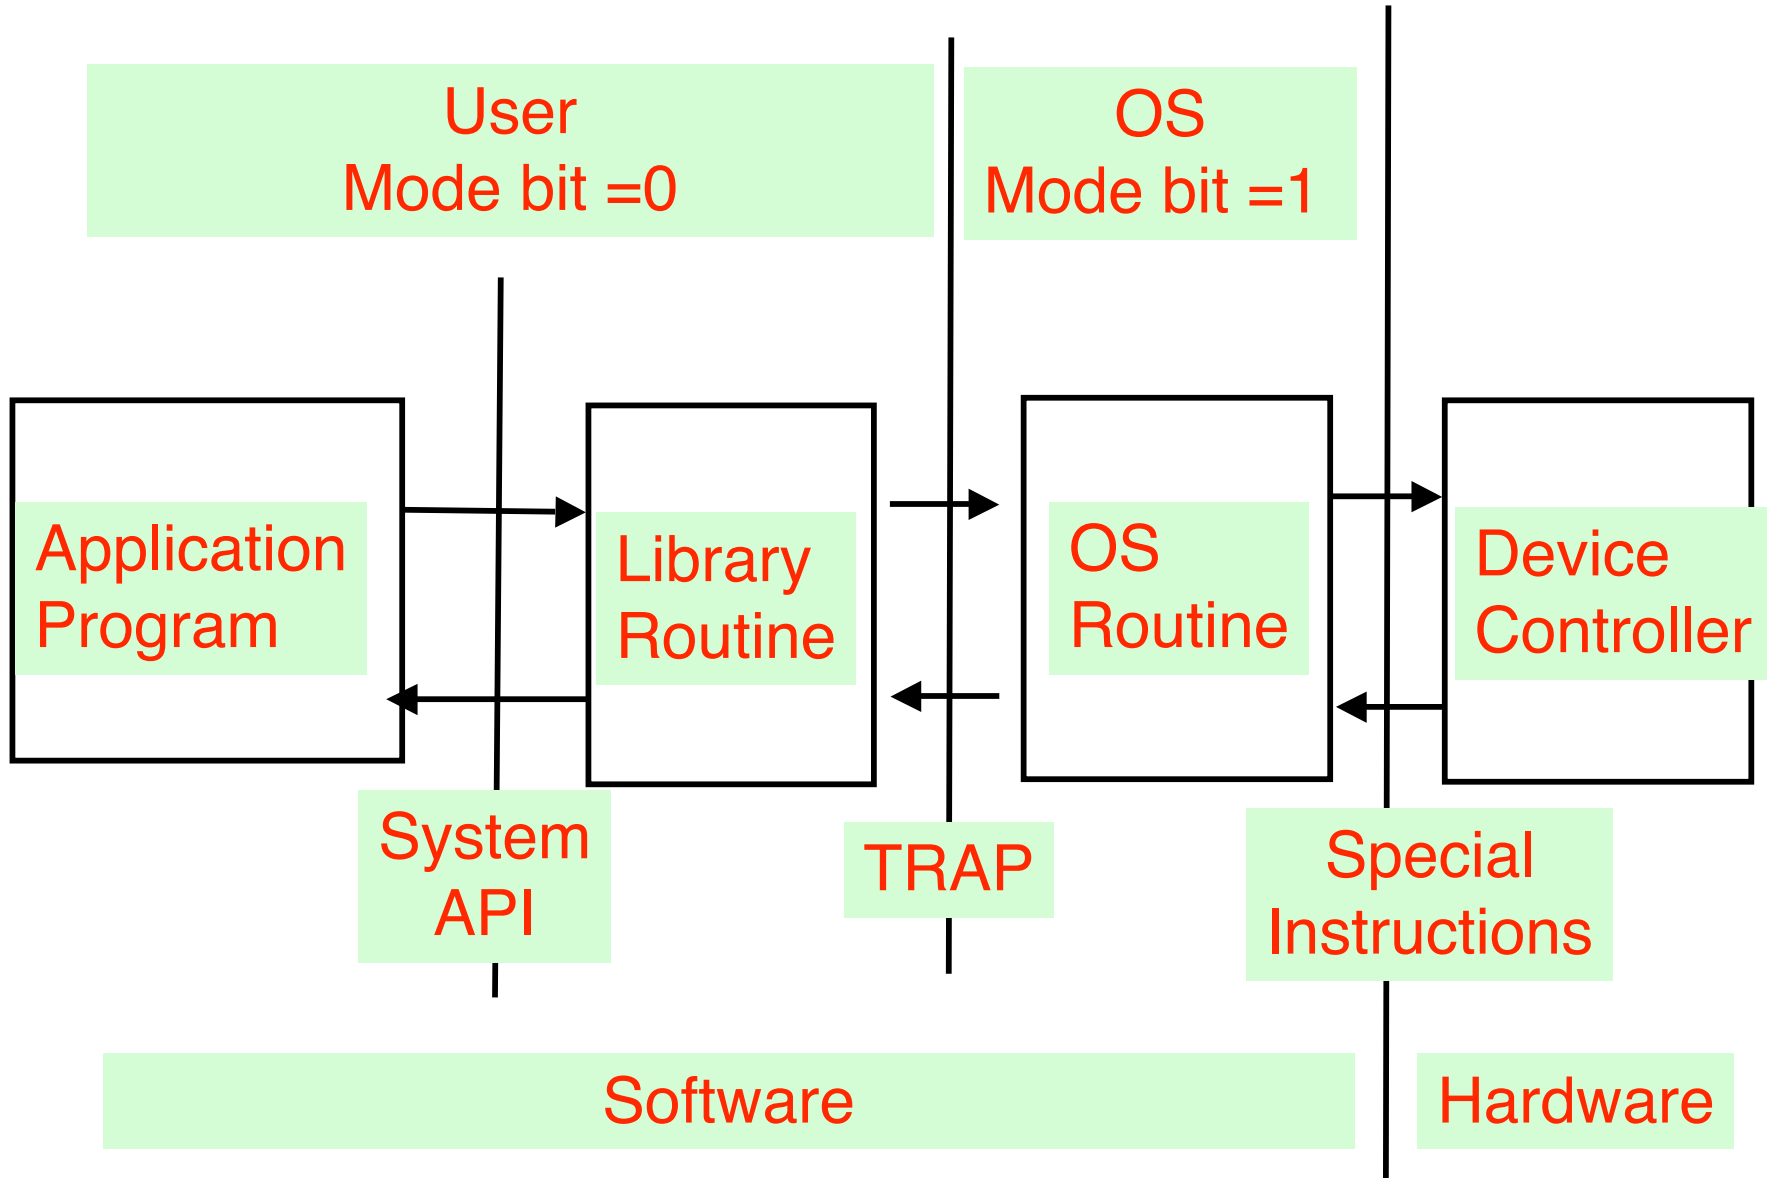 User
Mode bit =0
OS
Mode bit =1
Application
Program
Library
Routine
OS
Routine
Device
Controller
System
API
TRAP
Special
Instructions
Software
Hardware